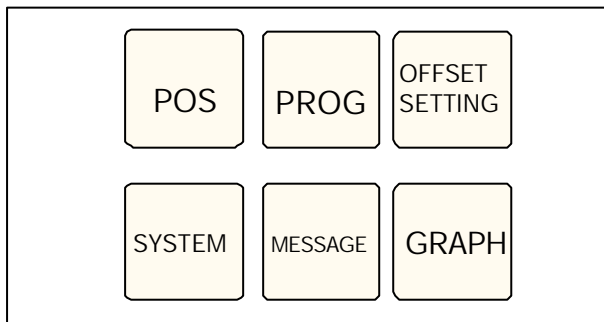 POS
PROG
OFFSET
SETTING
SYSTEM
MESSAGE
GRAPH